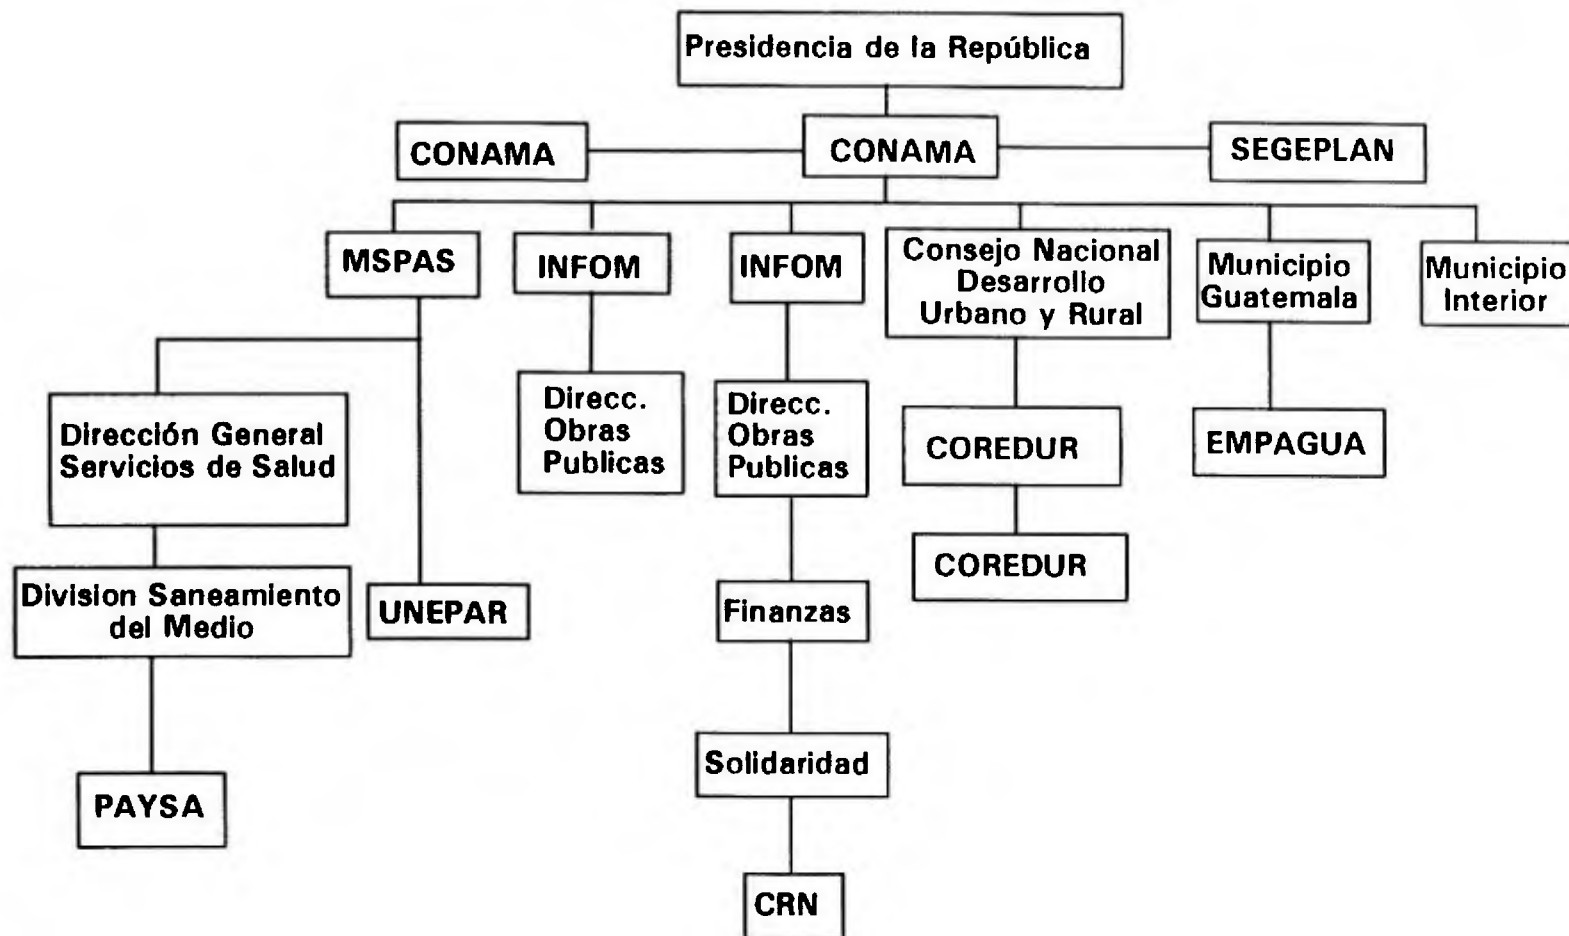 Presidencia de la República
CONAMA
CONAMA
SEGEPLAN
MSPAS
INFOM
INFOM
Consejo Nacional
Desarrollo
Urbano y Rural
Municipio
Guatemala
Municipio
Interior
Dirección General
Servicios de Salud
Direcc.
Obras
Publicas
Direcc.
Obras
Publicas
COREDUR
EMPAGUA
COREDUR
Division Saneamiento
del Medio
UNEPAR
Finanzas
Solidaridad
PAYSA
CRN